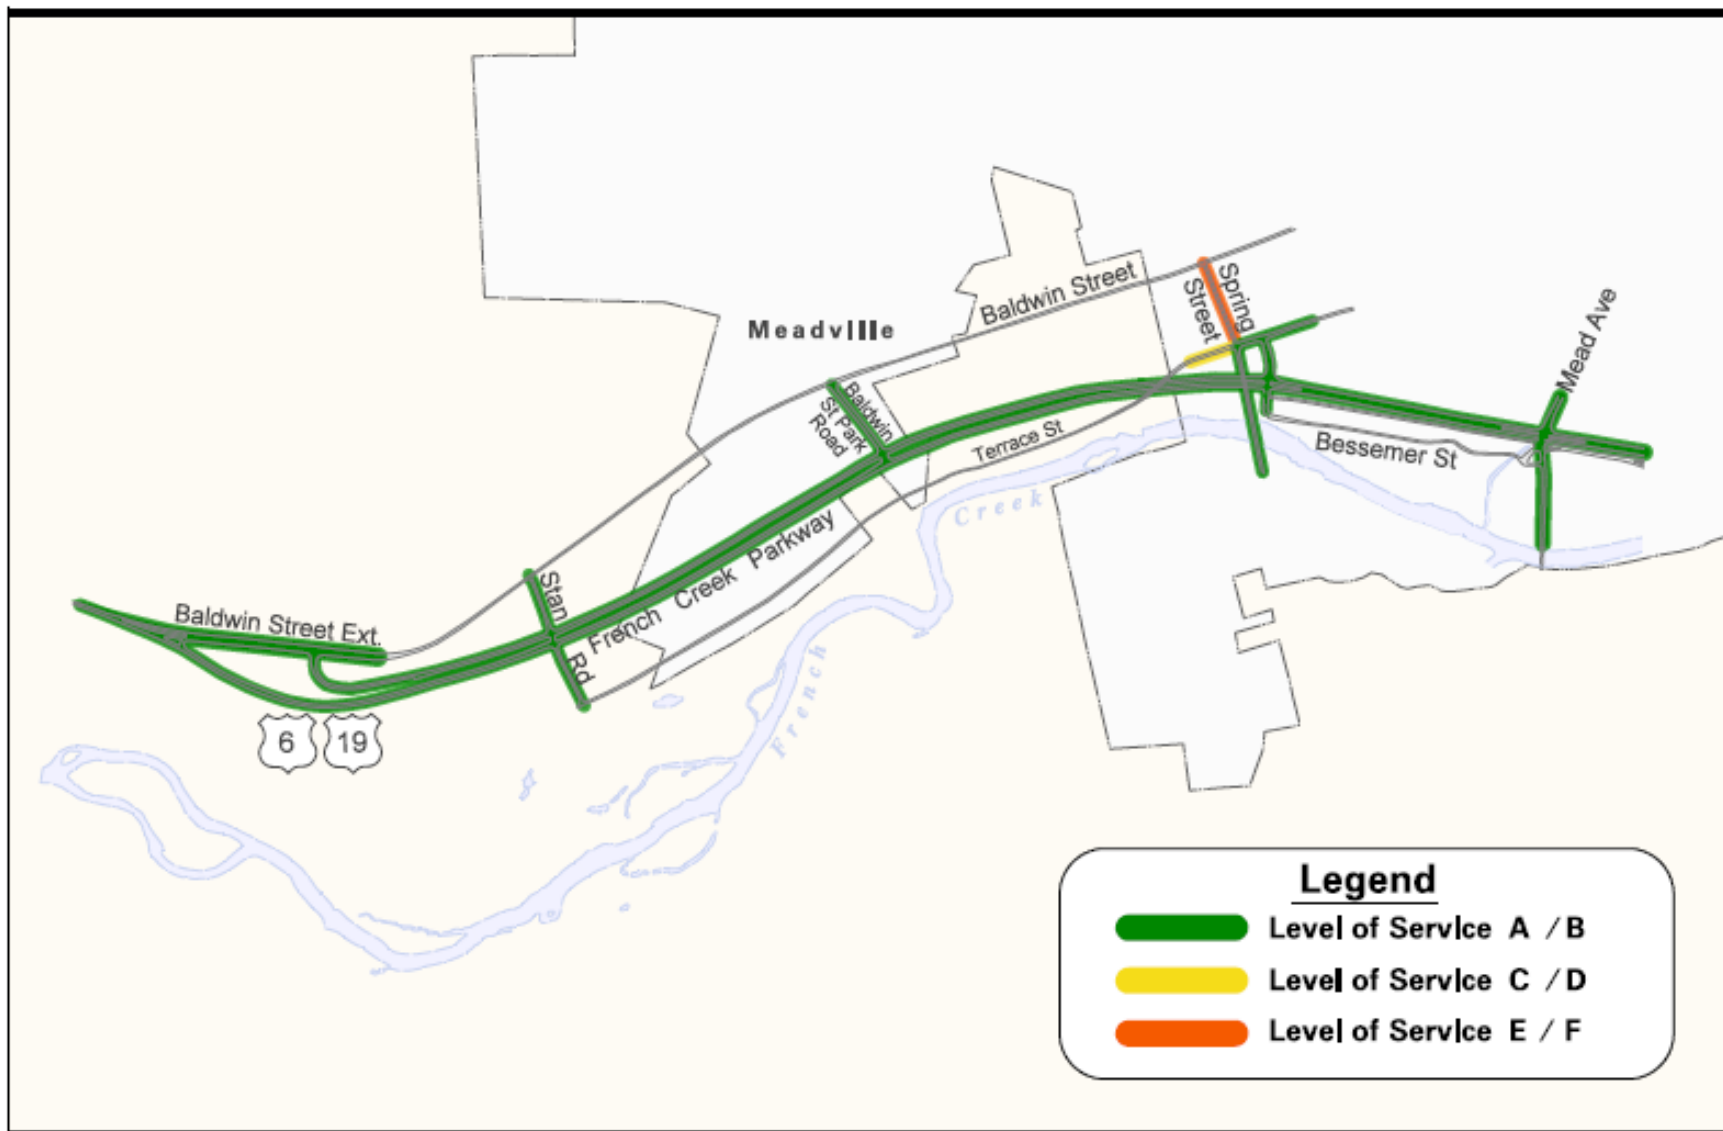 Baldwin Street
Spring
Street
Mead Ave
Meadville
Baldwin
St Park
Road
Terrace St
Bessemer St
Creek
French Creek Parkway
Stan
Rd
Baldwin Street Ext.
French
6
19
Legend
Level of Service A / B
Level of Service C / D
Level of Service E / F